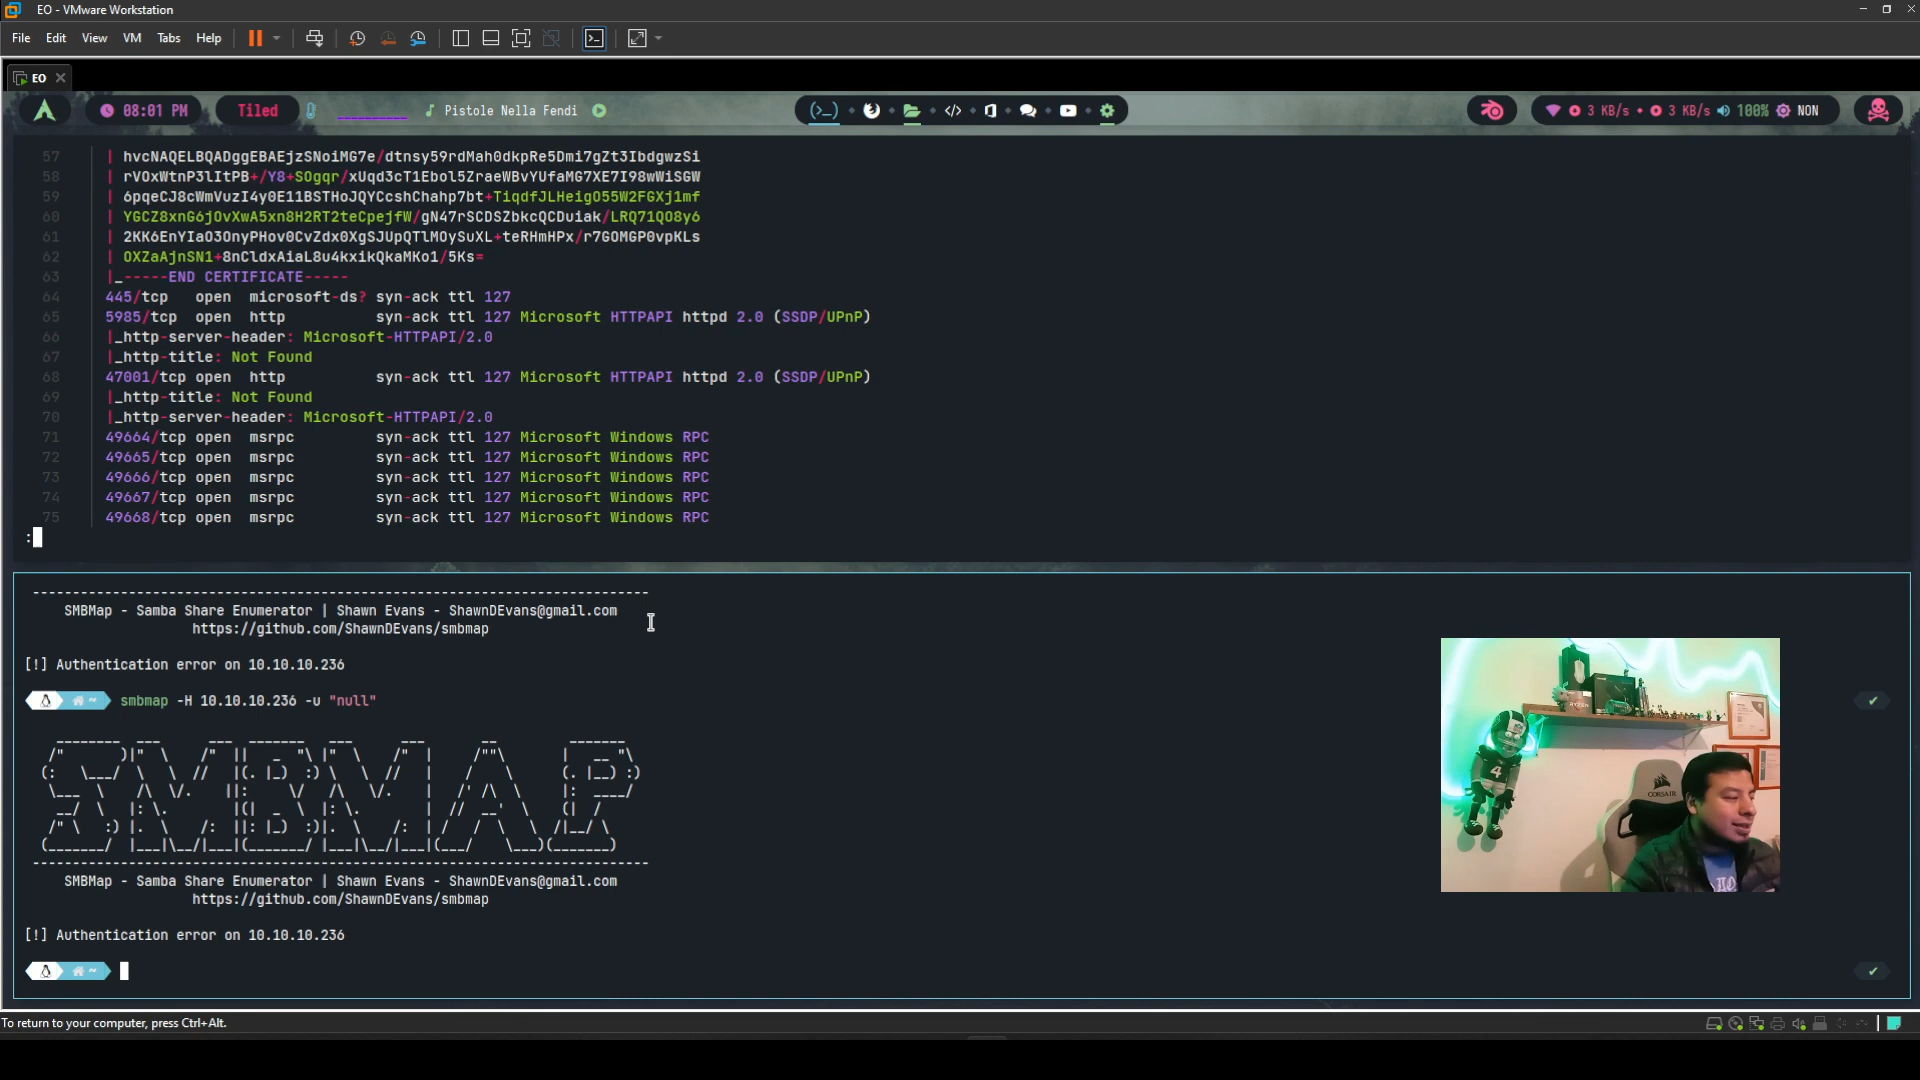 EO - VMware Workstation
File Edit View VM Tabs Help
EO
08:01 PM Tiled Pistole Nella Fendi 3 KB/s • 3 KB/s 100% NON
57 | hvcNAQELBQADggEBAEjzSNoiMG7e/dtnsy59rdMah0dkpRe5Dmi7gZt3IbdgwzSi
58 | rVOxWtnP3lItPB+/Y8+SOgqr/xUqd3cT1Ebol5ZraeWBvYUfaMG7XE7I98wWiSGW
59 | 6pqeCJ8cWmVuzI4y0E11BSTHoJQYCcshChahp7bt+TiqdfJLHeigO55W2FGXj1mf
60 | YGCZ8xnG6jOvXwA5xn8H2RT2teCpejfW/gN47rSCDSZbkcQCDuiak/LRQ71QO8y6
61 | 2KK6EnYIaO3OnyPHov0CvZdx0XgSJUpQTlMOySuXL+teRHmHPx/r7GOMGP0vpKLs
62 | OXZaAjnSN1+8nCldxAiaL8u4kxikQkaMKo1/5Ks=
63 |_-----END CERTIFICATE-----
64 445/tcp open microsoft-ds? syn-ack ttl 127
65 5985/tcp open http syn-ack ttl 127 Microsoft HTTPAPI httpd 2.0 (SSDP/UPnP)
66 |_http-server-header: Microsoft-HTTPAPI/2.0
67 |_http-title: Not Found
68 47001/tcp open http syn-ack ttl 127 Microsoft HTTPAPI httpd 2.0 (SSDP/UPnP)
69 |_http-title: Not Found
70 |_http-server-header: Microsoft-HTTPAPI/2.0
71 49664/tcp open msrpc syn-ack ttl 127 Microsoft Windows RPC
72 49665/tcp open msrpc syn-ack ttl 127 Microsoft Windows RPC
73 49666/tcp open msrpc syn-ack ttl 127 Microsoft Windows RPC
74 49667/tcp open msrpc syn-ack ttl 127 Microsoft Windows RPC
75 49668/tcp open msrpc syn-ack ttl 127 Microsoft Windows RPC
:
SMBMap - Samba Share Enumerator | Shawn Evans - ShawnDEvans@gmail.com
https://github.com/ShawnDEvans/smbmap
[!] Authentication error on 10.10.10.236
~ smbmap -H 10.10.10.236 -u "null"
SMBMAP
SMBMap - Samba Share Enumerator | Shawn Evans - ShawnDEvans@gmail.com
https://github.com/ShawnDEvans/smbmap
[!] Authentication error on 10.10.10.236
~
RYZEN
4
CORSAIR
To return to your computer, press Ctrl+Alt.